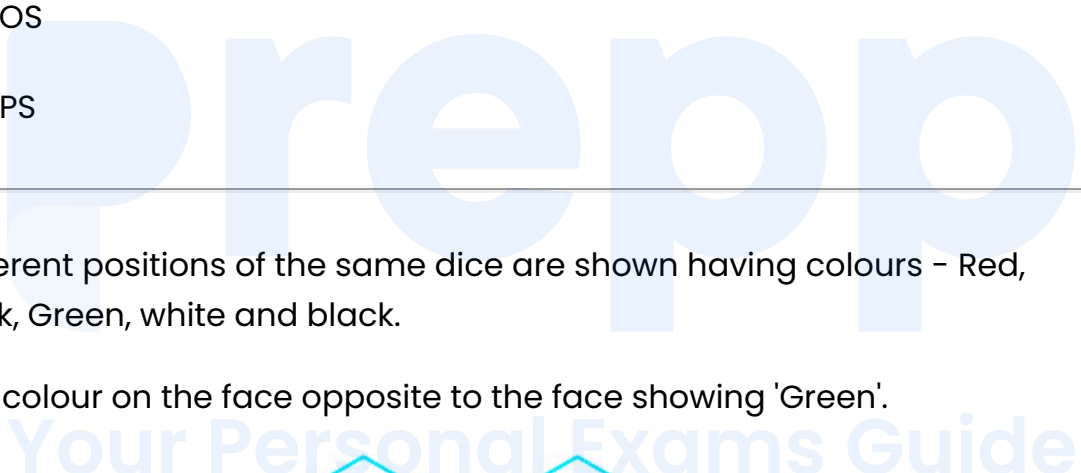 OS
PS
erent positions of the same dice are shown having colours - Red,
k, Green, white and black.
colour on the face opposite to the face showing 'Green'.
Prepp
Your Personal Exams Guide